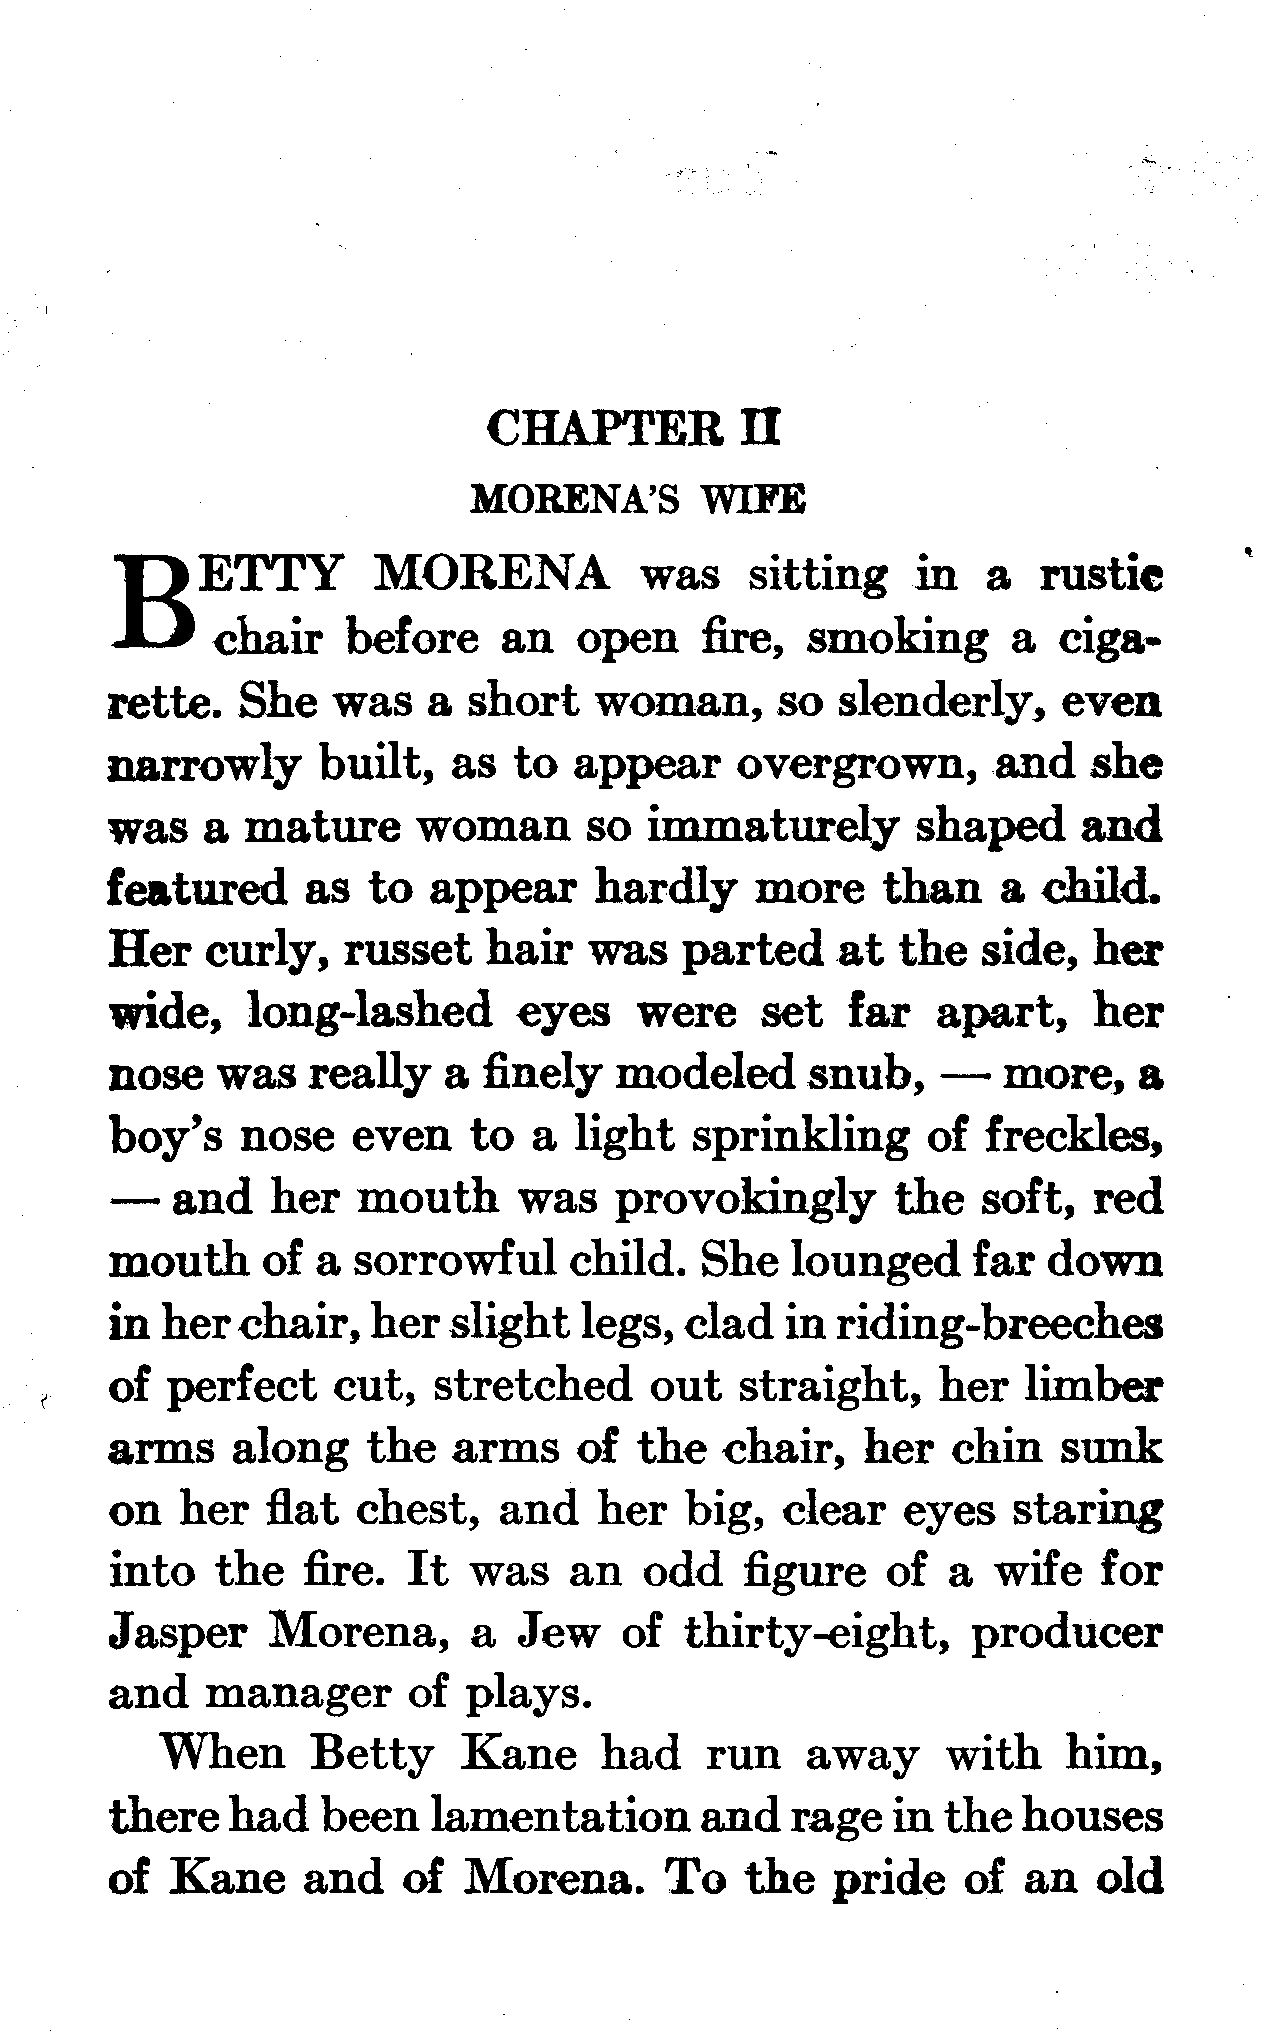 CHAPTER II
MORENA'S WIFE
BETTY MORENA was sitting in a rustic
chair before an open fire, smoking a ciga-
rette. She was a short woman, so slenderly, even
narrowly built, as to appear overgrown, and she
was a mature woman so immaturely shaped and
featured as to appear hardly more than a child.
Her curly, russet hair was parted at the side, her
wide, long-lashed eyes were set far apart, her
nose was really a finely modeled snub, — more, a
boy's nose even to a light sprinkling of freckles,
— and her mouth was provokingly the soft, red
mouth of a sorrowful child. She lounged far down
in her chair, her slight legs, clad in riding-breeches
of perfect cut, stretched out straight, her limber
arms along the arms of the chair, her chin sunk
on her flat chest, and her big, clear eyes staring
into the fire. It was an odd figure of a wife for
Jasper Morena, a Jew of thirty-eight, producer
and manager of plays.
When Betty Kane had run away with him,
there had been lamentation and rage in the houses
of Kane and of Morena. To the pride of an old